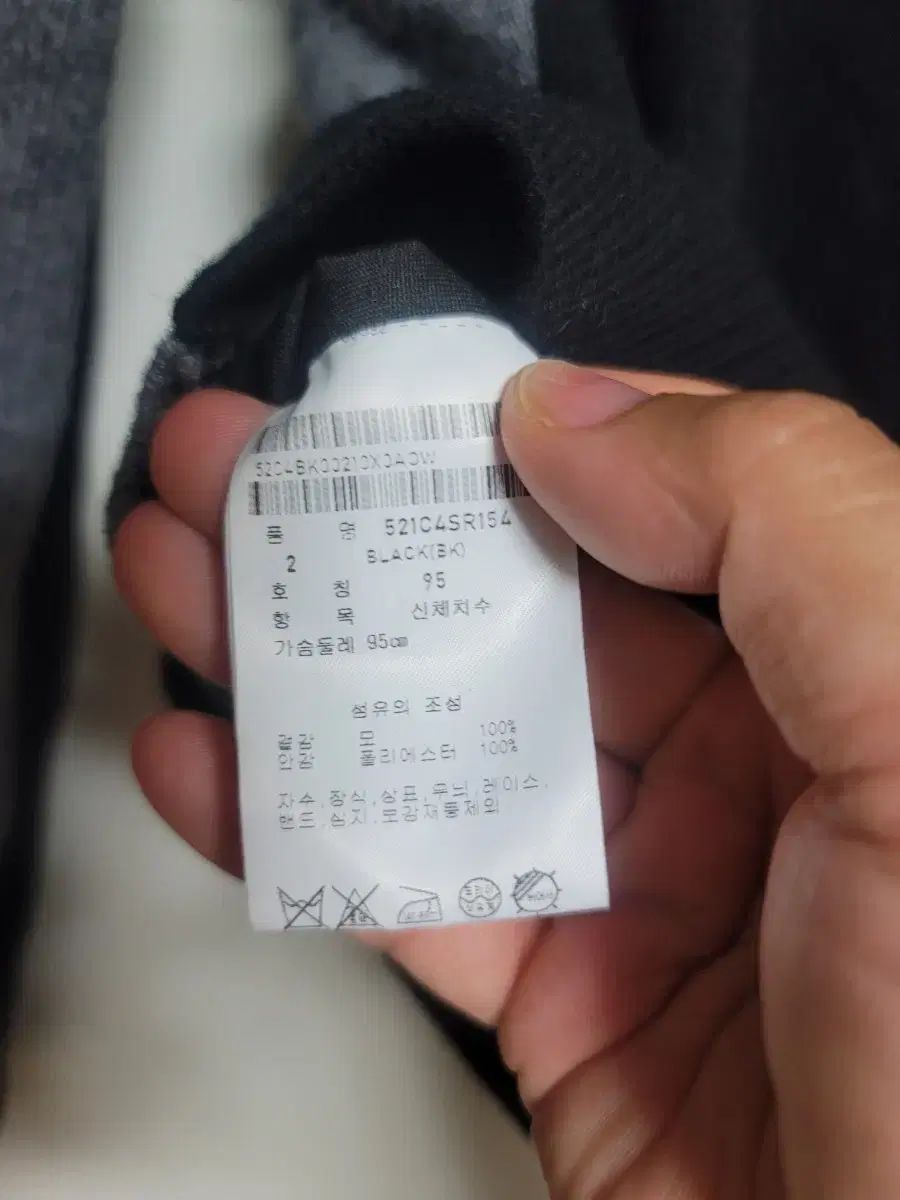 품 명 521C4SR154
2 BLACK(BK)
호 칭 95
항 목 신체치수
가슴둘레 95cm
섬유의 조성
겉감 모 100%
안감 폴리에스터 100%
자수,장식,상표,무늬,레이스,
밴드,심지,보강재등제외